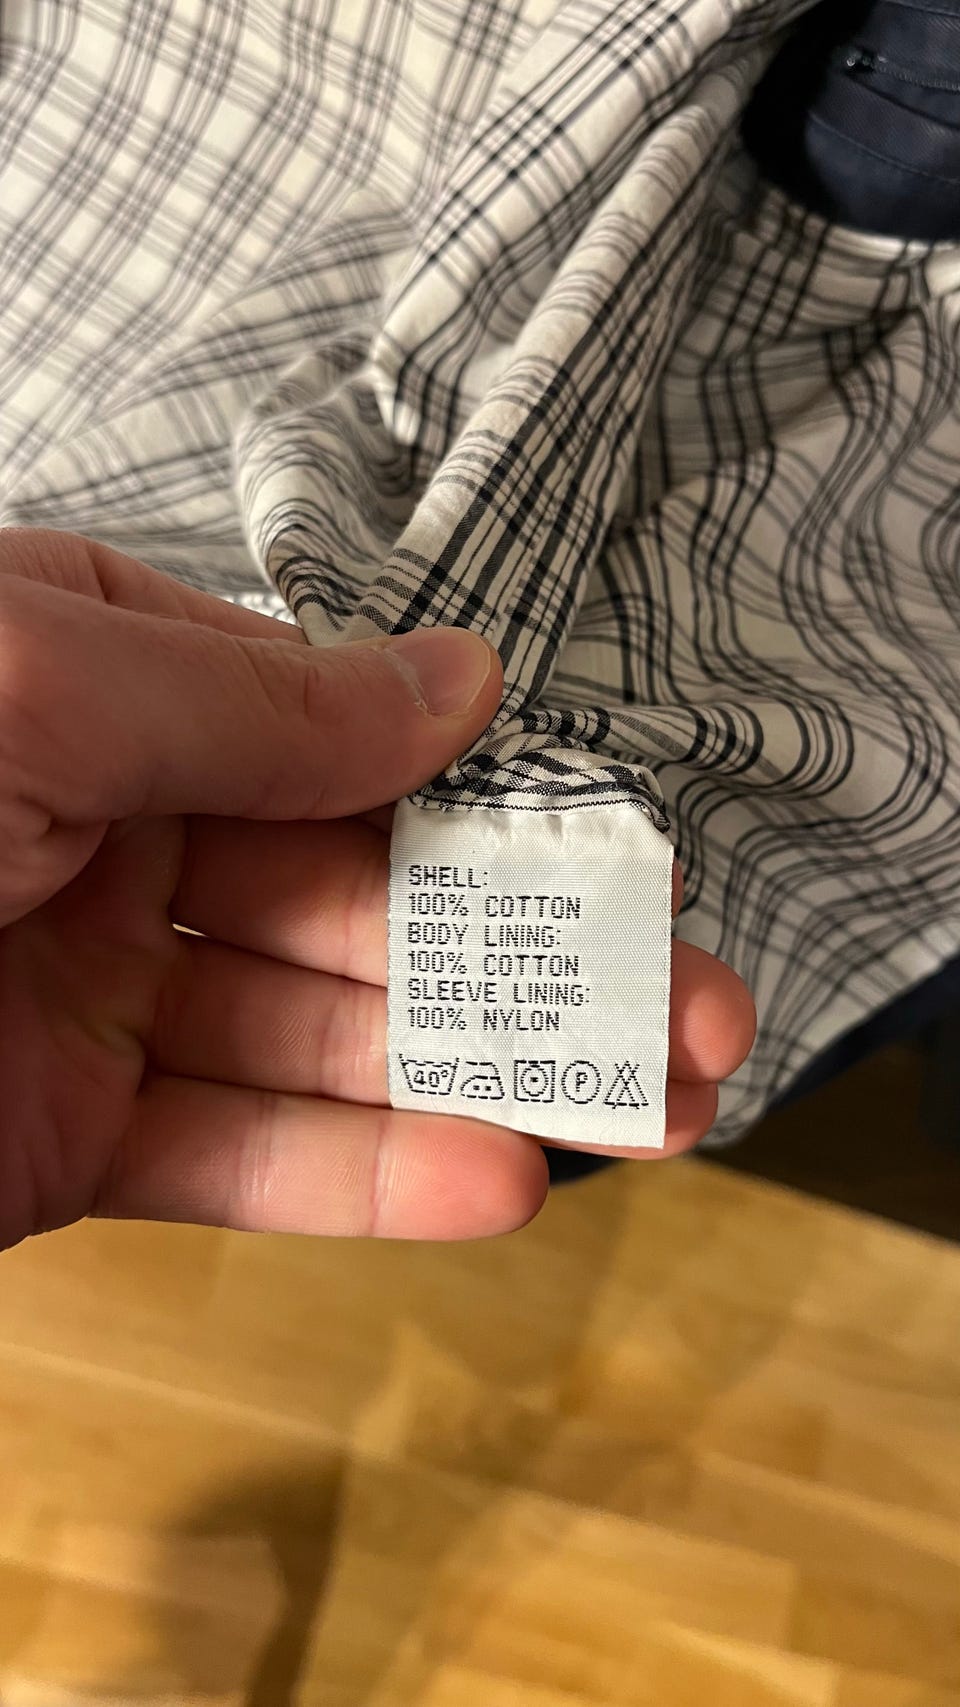 SHELL:
100% COTTON
BODY LINING:
100% COTTON
SLEEVE LINING:
100% NYLON
40° P